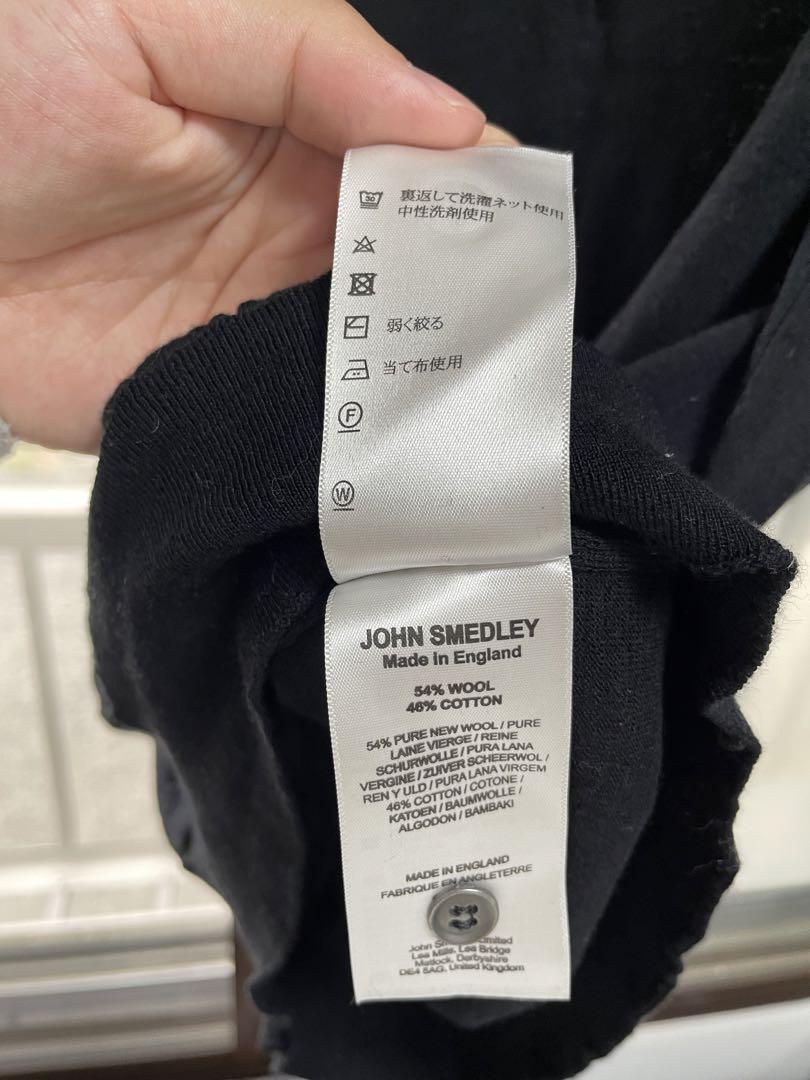 30
裏返して洗濯ネット使用
中性洗剤使用
弱く絞る
当て布使用
F
W
JOHN SMEDLEY
Made in England
54% WOOL
46% COTTON
54% PURE NEW WOOL / PURE
LAINE VIERGE / REINE
SCHURWOLLE / PURA LANA
VERGINE / ZUIVER SCHEERWOL /
REN Y ULD / PURA LANA VIRGEM
46% COTTON / COTONE /
KATOEN / BAUMWOLLE /
ALGODON / BAMBAKI
MADE IN ENGLAND
FABRIQUE EN ANGLETERRE
John
Lea Mills, Lea Bridge
Matlock, Derbyshire
DE4 5AG, United Kingdom